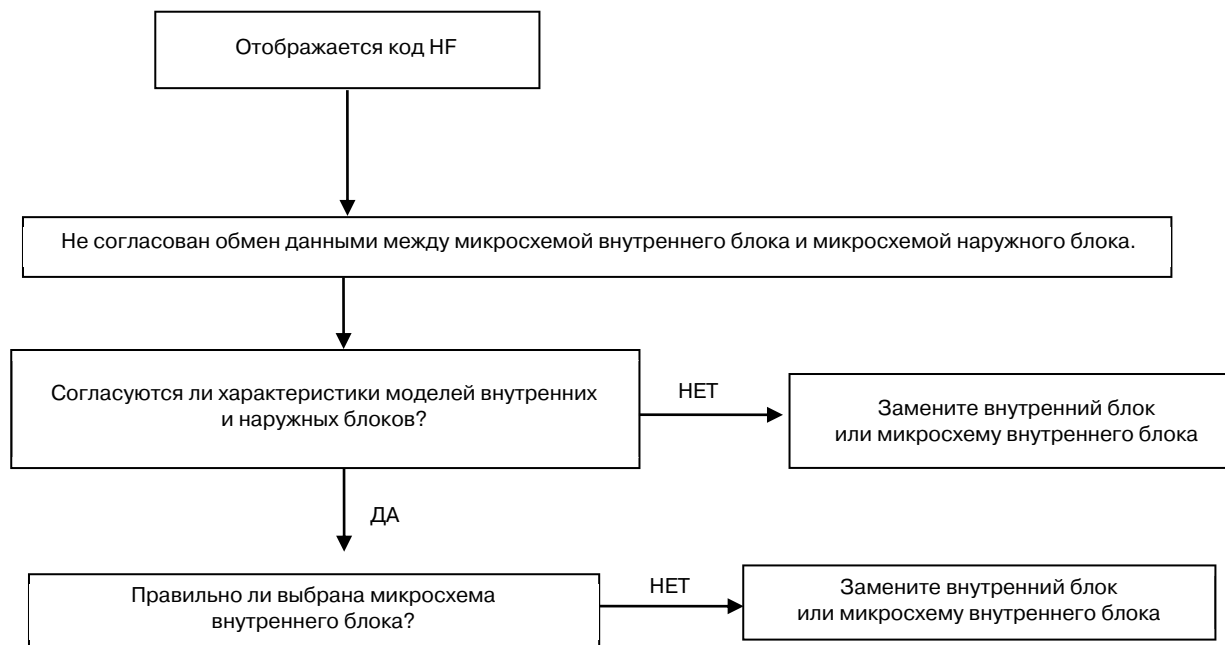 Отображается код HF
Не согласован обмен данными между микросхемой внутреннего блока и микросхемой наружного блока.
Согласуются ли характеристики моделей внутренних
и наружных блоков?
НЕТ
Замените внутренний блок
или микросхему внутреннего блока
ДА
Правильно ли выбрана микросхема
внутреннего блока?
НЕТ
Замените внутренний блок
или микросхему внутреннего блока